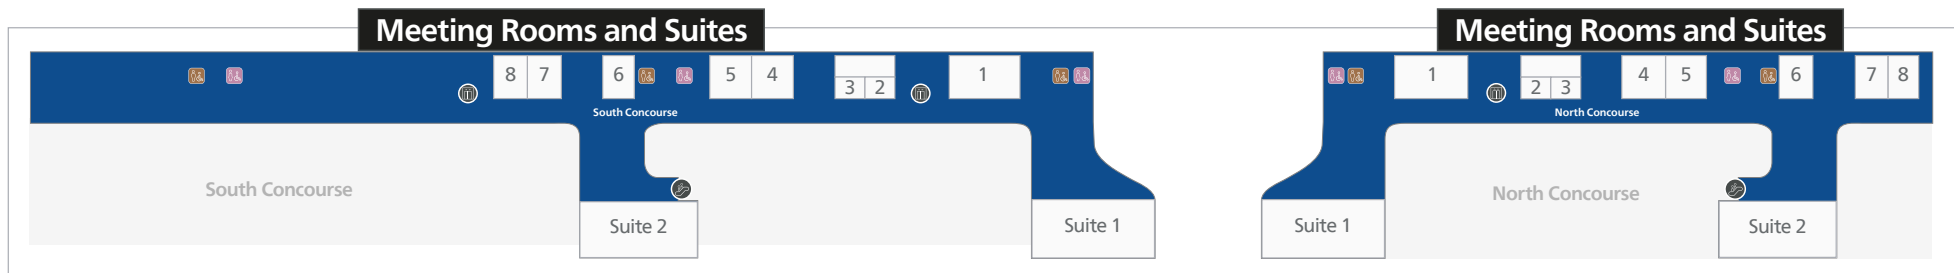 Meeting Rooms and Suites
8 7 6 5 4 1
3 2
South Concourse
South Concourse
Suite 2 Suite 1
Meeting Rooms and Suites
1 4 5 6 7 8
2 3
North Concourse
North Concourse
Suite 1 Suite 2